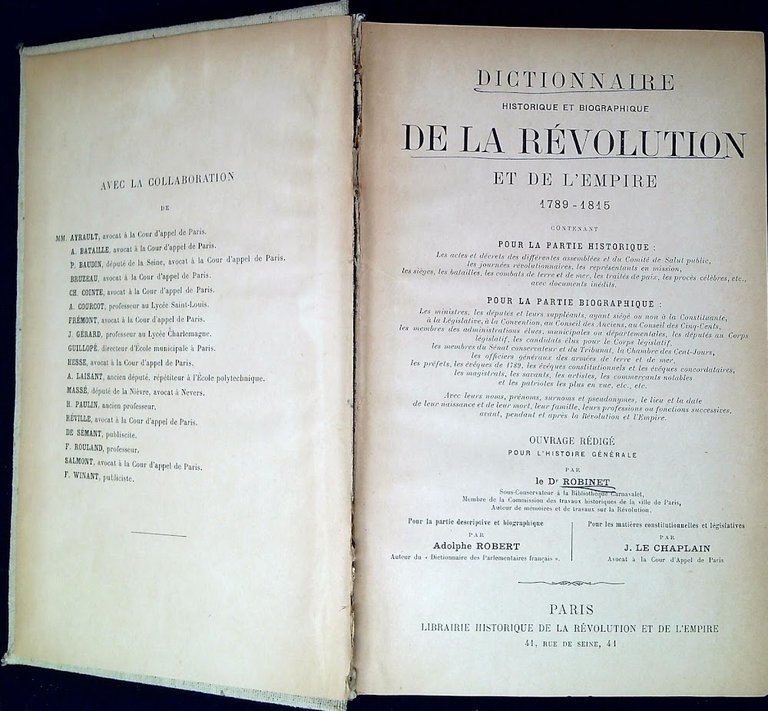 AVEC LA COLLABORATION
DE
MM. AYRAULT, avocat à la Cour d'appel de Paris.
A. BATAILLE, avocat à la Cour d'appel de Paris.
P. BAUDIN, député de la Seine, avocat à la Cour d'appel de Paris.
BRUZEAU, avocat à la Cour d'appel de Paris.
CH. COINTE, avocat à la Cour d'appel de Paris.
A. COURCOT, professeur au Lycée Saint-Louis.
FRÉMONT, avocat à la Cour d'appel de Paris.
J. GÉRARD, professeur au Lycée Charlemagne.
GUILLOPÉ, directeur d'École municipale à Paris.
HESSE, avocat à la Cour d'appel de Paris.
A. LAISANT, ancien député, répétiteur à l'École polytechnique.
MASSÉ, député de la Nièvre, avocat à Nevers.
H. PAULIN, ancien professeur.
RÉVILLE, avocat à la Cour d'appel de Paris.
DE SÉMANT, publiciste.
F. ROULAND, professeur.
SALMONT, avocat à la Cour d'appel de Paris.
F. WINANT, publiciste.
DICTIONNAIRE
HISTORIQUE ET BIOGRAPHIQUE
DE LA RÉVOLUTION
ET DE L'EMPIRE
1789-1815
CONTENANT
POUR LA PARTIE HISTORIQUE :
Les actes et décrets des différentes assemblées et du Comité de Salut public,
les journées révolutionnaires, les représentants en mission,
les sièges, les batailles, les combats de terre et de mer, les traités de paix, les procès célèbres, etc.,
avec documents inédits.
POUR LA PARTIE BIOGRAPHIQUE :
Les ministres, les députés et leurs suppléants, ayant siégé ou non à la Constituante,
à la Législative, à la Convention, au Conseil des Anciens, au Conseil des Cinq-Cents,
les membres des administrations élues, municipales ou départementales, les députés au Corps
législatif, les candidats élus pour le Corps législatif,
les membres du Sénat conservateur et du Tribunat, la Chambre des Cent-Jours,
les officiers généraux des armées de terre et de mer,
les préfets, les évêques de 1789, les évêques constitutionnels et les évêques concordataires,
les magistrats, les savants, les artistes, les commerçants notables
et les patriotes les plus en vue, etc., etc.
Avec leurs noms, prénoms, surnoms et pseudonymes, le lieu et la date
de leur naissance et de leur mort, leur famille, leurs professions ou fonctions successives,
avant, pendant et après la Révolution et l'Empire.
OUVRAGE RÉDIGÉ
POUR L'HISTOIRE GÉNÉRALE
PAR
le Dr ROBINET
Sous-Conservateur à la Bibliothèque Carnavalet,
Membre de la Commission des travaux historiques de la ville de Paris,
Auteur de mémoires et de travaux sur la Révolution.
Pour la partie descriptive et biographique
PAR
Adolphe ROBERT
Auteur du « Dictionnaire des Parlementaires français ».
Pour les matières constitutionnelles et législatives
PAR
J. LE CHAPLAIN
Avocat à la Cour d'Appel de Paris
PARIS
LIBRAIRIE HISTORIQUE DE LA RÉVOLUTION ET DE L'EMPIRE
41, RUE DE SEINE, 41